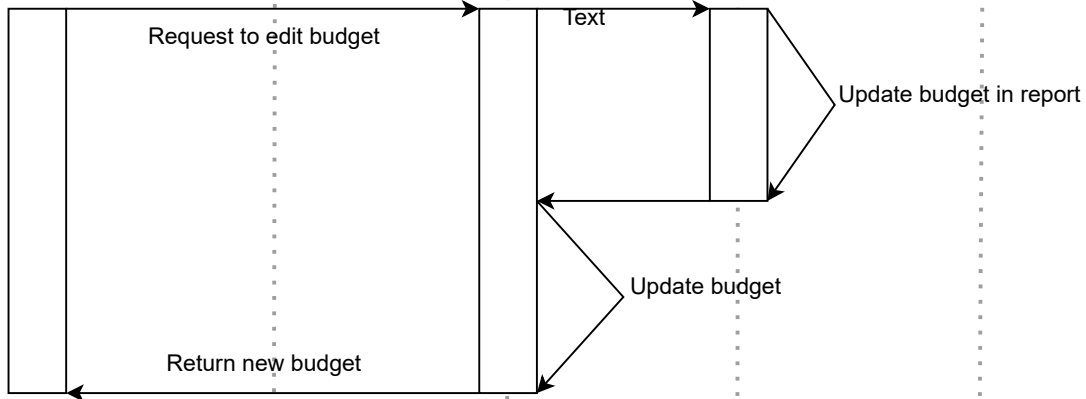 Text
Request to edit budget
Update budget in report
Update budget
Return new budget